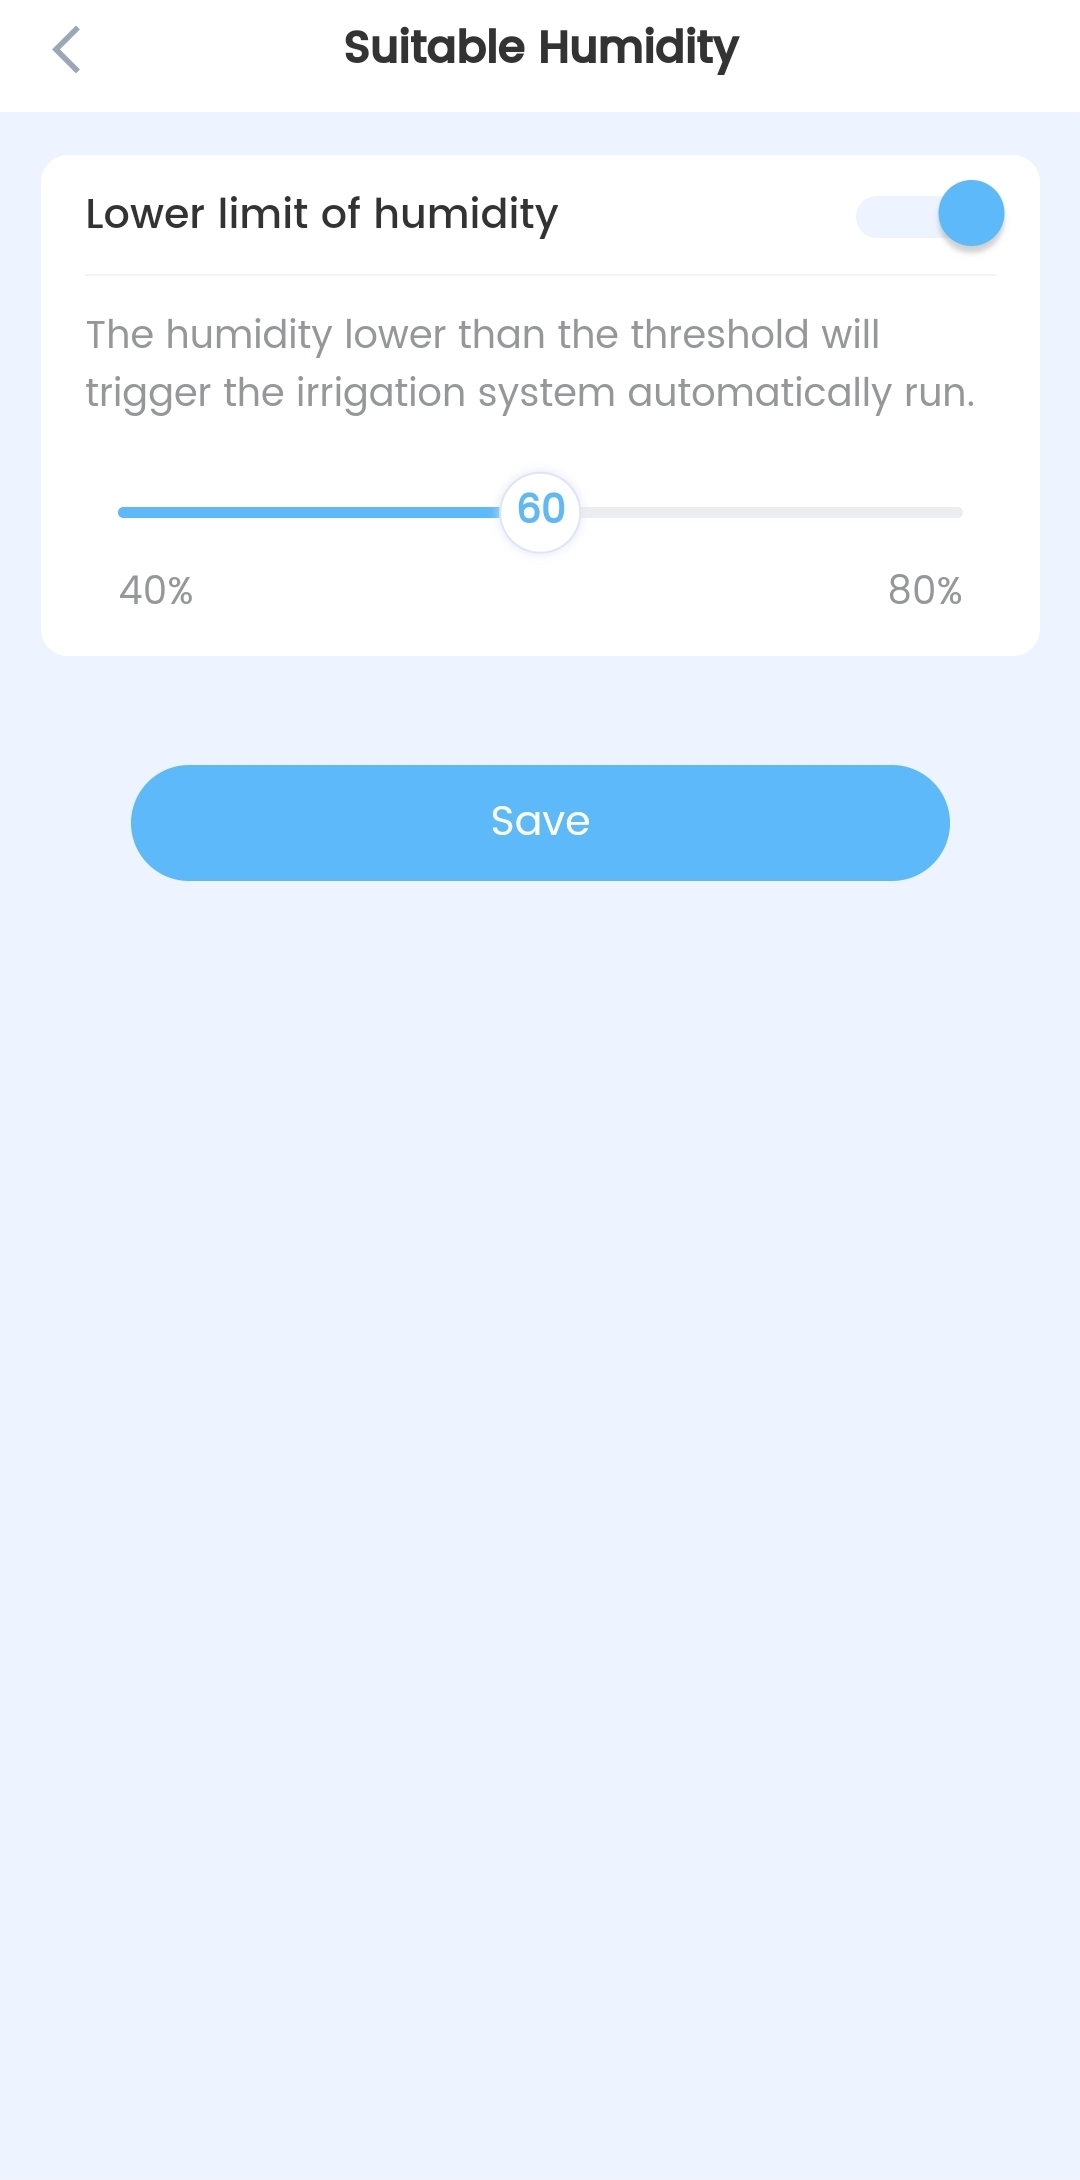 Suitable Humidity
Lower limit of humidity
The humidity lower than the threshold will
trigger the irrigation system automatically run.
60
40%
80%
Save